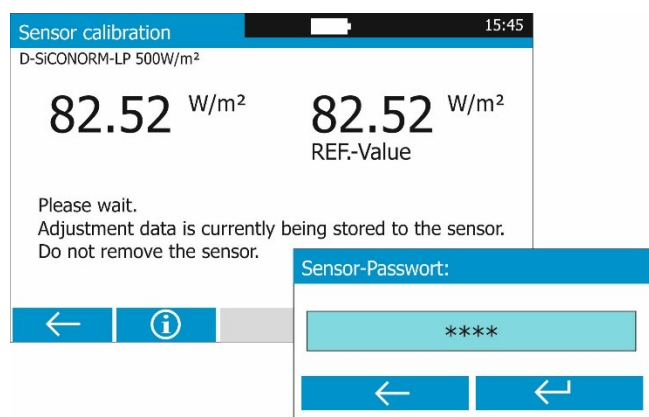 Sensor calibration 15:45
D-SiCONORM-LP 500W/m²
82.52 W/m² 82.52 W/m²
REF.-Value
Please wait.
Adjustment data is currently being stored to the sensor.
Do not remove the sensor.
Sensor-Passwort:
****